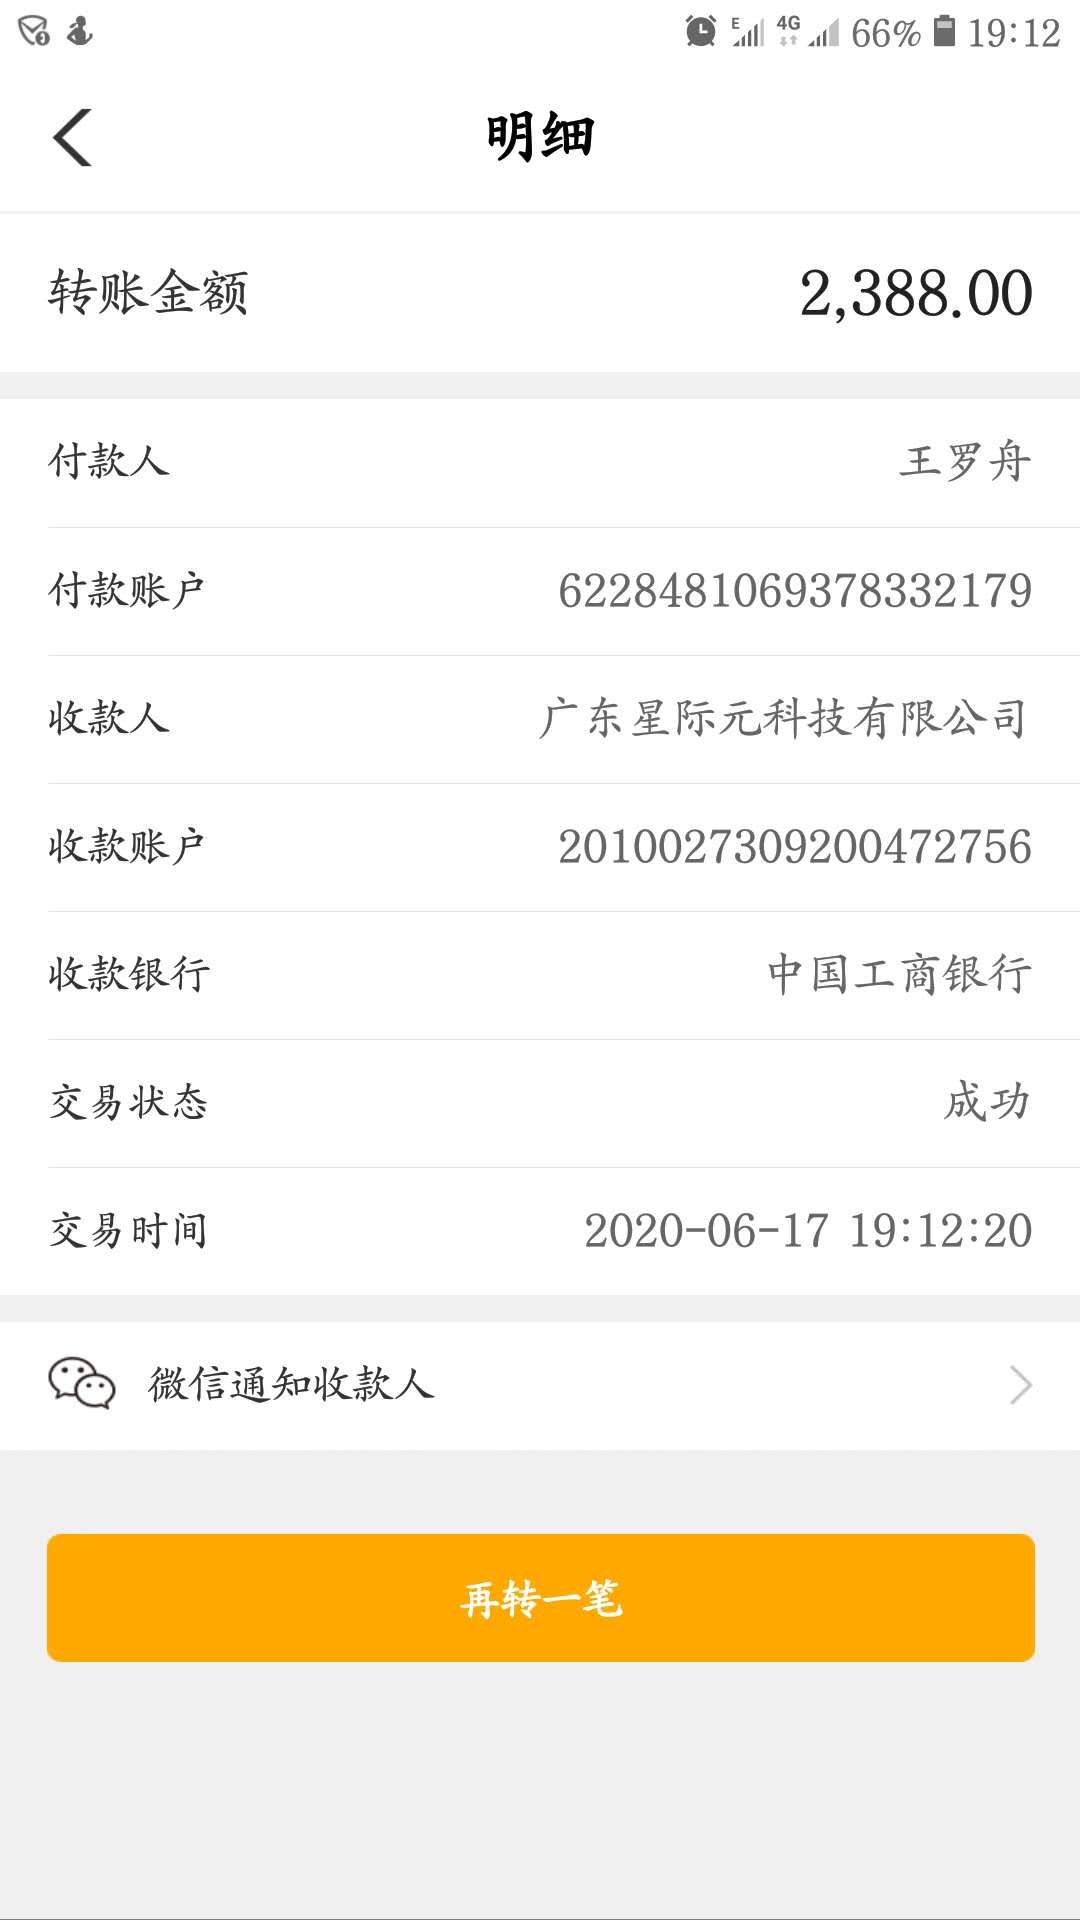 E 4G 66% 19:12
明细
转账金额 2,388.00
付款人 王罗舟
付款账户 6228481069378332179
收款人 广东星际元科技有限公司
收款账户 2010027309200472756
收款银行 中国工商银行
交易状态 成功
交易时间 2020-06-17 19:12:20
微信通知收款人
再转一笔